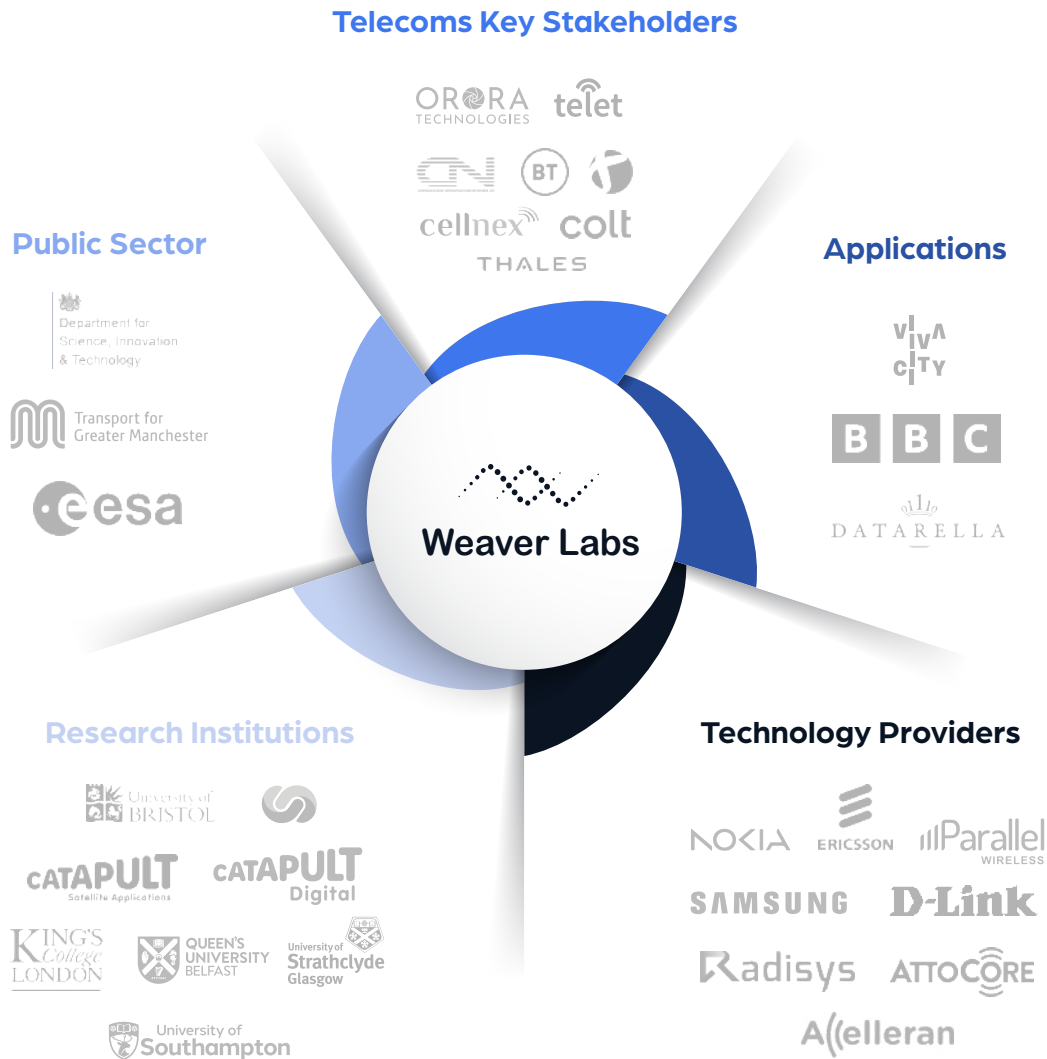 Telecoms Key Stakeholders
ORORA
TECHNOLOGIES
telet
CN
BT
cellnex
colt
THALES
Public Sector
Department for
Science, Innovation
& Technology
Transport for
Greater Manchester
esa
Applications
VIVA
CITY
BBC
DATARELLA
Weaver Labs
Research Institutions
University of
BRISTOL
CATAPULT
Satellite Applications
CATAPULT
Digital
KING'S
College
LONDON
QUEEN'S
UNIVERSITY
BELFAST
University of
Strathclyde
Glasgow
University of
Southampton
Technology Providers
NOKIA
ERICSSON
Parallel
WIRELESS
SAMSUNG
D-Link
Radisys
ATTOCORE
Accelleran